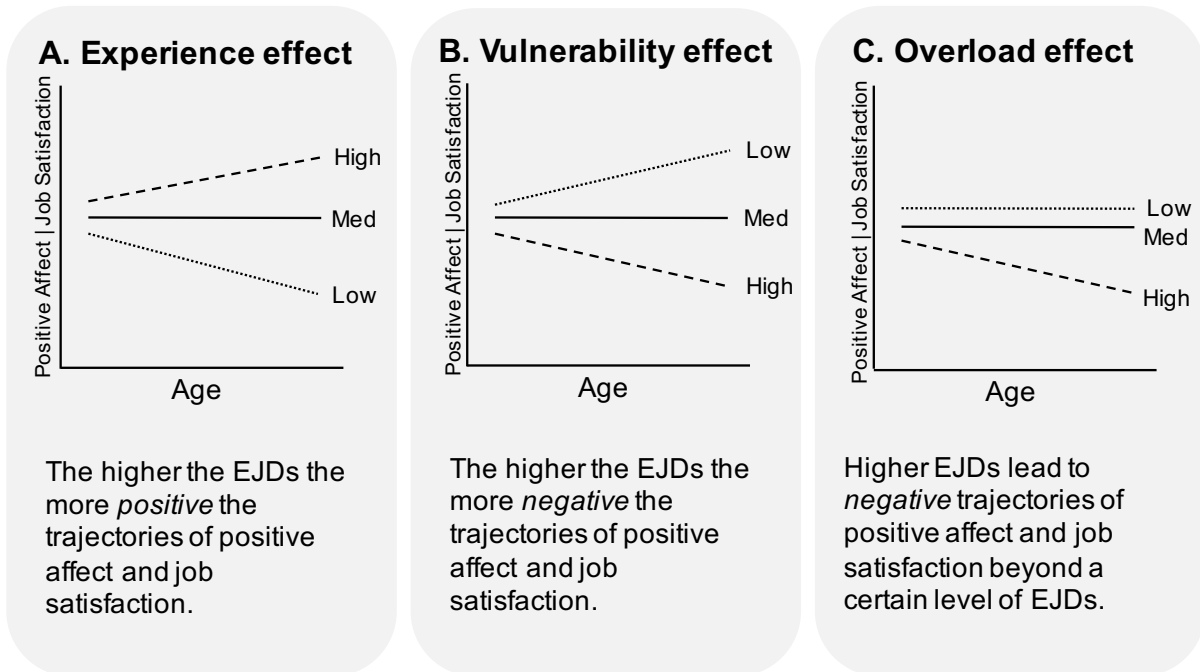 A. Experience effect
Positive Affect | Job Satisfaction
High
Med
Low
Age
The higher the EJDs the
more positive the
trajectories of positive
affect and job
satisfaction.
B. Vulnerability effect
Positive Affect | Job Satisfaction
Low
Med
High
Age
The higher the EJDs the
more negative the
trajectories of positive
affect and job
satisfaction.
C. Overload effect
Positive Affect | Job Satisfaction
Low
Med
High
Age
Higher EJDs lead to
negative trajectories of
positive affect and job
satisfaction beyond a
certain level of EJDs.